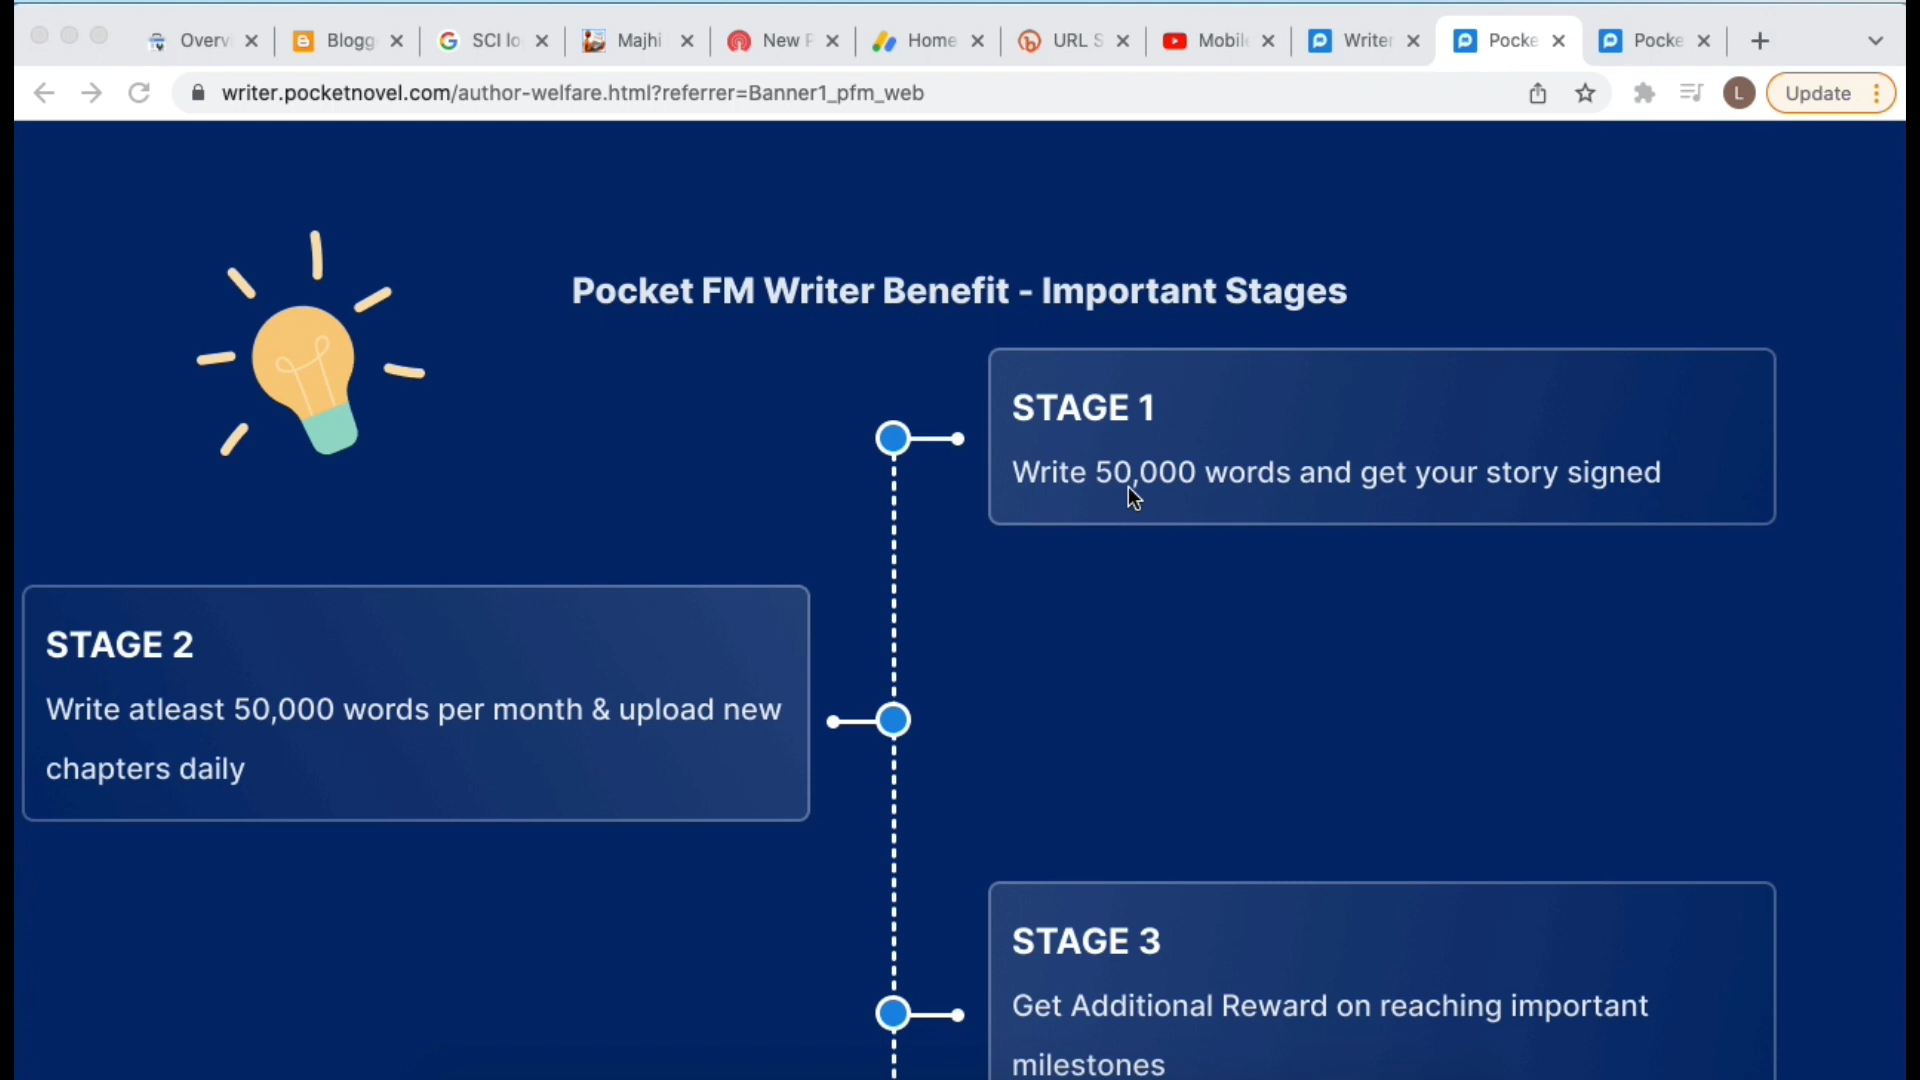 Overv
Blogg
SCI lo
Majhi
New P
Home
URL S
Mobile
Writer
Pocke
Pocke
writer.pocketnovel.com/author-welfare.html?referrer=Banner1_pfm_web
L
Update
Pocket FM Writer Benefit - Important Stages
STAGE 1
Write 50,000 words and get your story signed
STAGE 2
Write atleast 50,000 words per month & upload new
chapters daily
STAGE 3
Get Additional Reward on reaching important
milestones